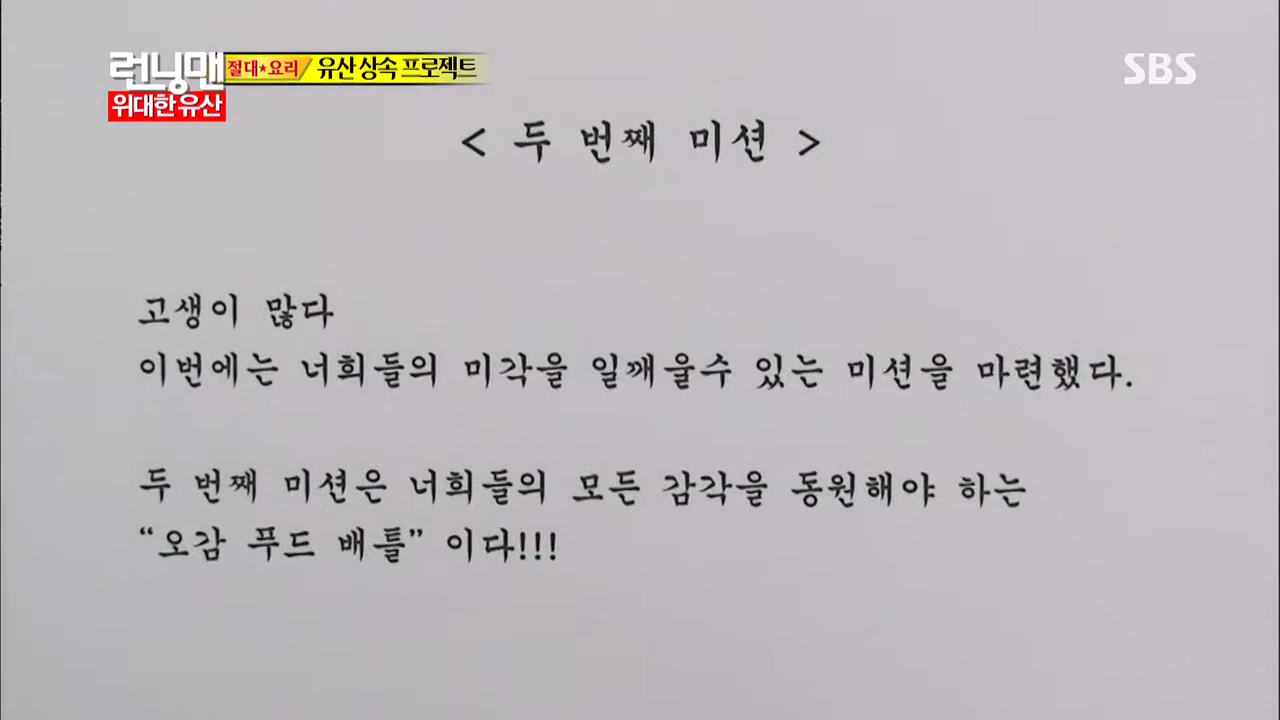 런닝맨 절대★요리 유산 상속 프로젝트
위대한 유산
SBS
< 두 번째 미션 >
고생이 많다
이번에는 너희들의 미각을 일깨울수 있는 미션을 마련했다.
두 번째 미션은 너희들의 모든 감각을 동원해야 하는
“오감 푸드 배틀” 이다!!!